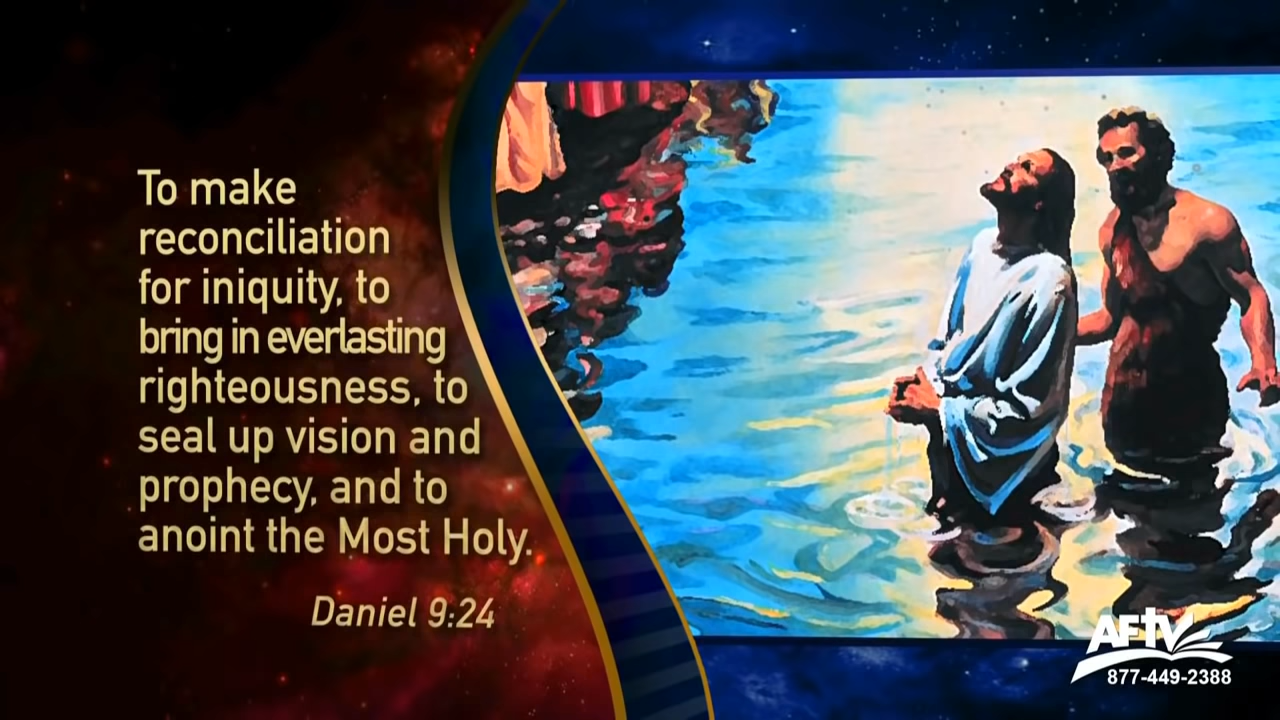 To make
reconciliation
for iniquity, to
bring in everlasting
righteousness, to
seal up vision and
prophecy, and to
anoint the Most Holy.
Daniel 9:24
AFTV
877-449-2388